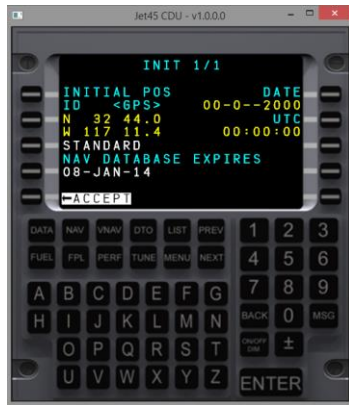 Jet45 CDU - v1.0.0.0
INIT 1/1
INITIAL POS DATE
ID <GPS> 00-0--2000
N 32 44.0 UTC
W 117 11.4 00:00:00
STANDARD
NAV DATABASE EXPIRES
08-JAN-14
←ACCEPT
DATA NAV VNAV DTO LIST PREV 1 2 3
FUEL FPL PERF TUNE MENU NEXT 4 5 6
A B C D E F G 7 8 9
H I J K L M N BACK 0 MSG
O P Q R S T ON/OFF DIM ±
U V W X Y Z ENTER